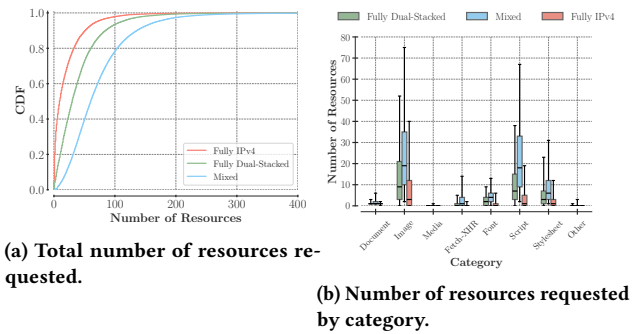 1.0
0.8
0.6
0.4
0.2
0.0
CDF
Fully IPv4
Fully Dual-Stacked
Mixed
0 100 200 300 400
Number of Resources
(a) Total number of resources re-
quested.
Fully Dual-Stacked Mixed Fully IPv4
80
70
60
50
40
30
20
10
0
Number of Resources
Document Image Media Fetch-XHR Font Script Stylesheet Other
Category
(b) Number of resources requested
by category.